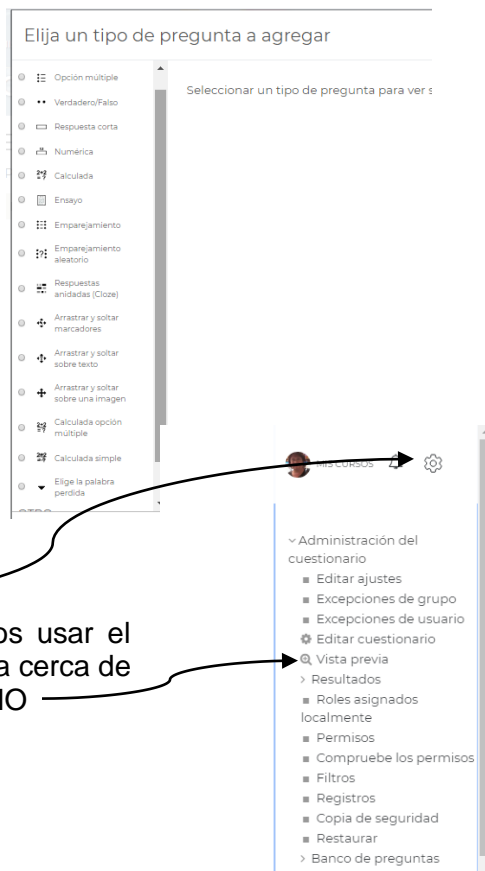 Elija un tipo de pregunta a agregar
Opción múltiple
Verdadero/Falso
Respuesta corta
Numérica
Calculada
Ensayo
Emparejamiento
Emparejamiento
aleatorio
Respuestas
anidadas (Cloze)
Arrastrar y soltar
marcadores
Arrastrar y soltar
sobre texto
Arrastrar y soltar
sobre una imagen
Calculada opción
múltiple
Calculada simple
Elige la palabra
perdida
OTRO
Seleccionar un tipo de pregunta para ver s
MIS CURSOS
os usar el
a cerca de
IO
Administración del
cuestionario
Editar ajustes
Excepciones de grupo
Excepciones de usuario
Editar cuestionario
Vista previa
Resultados
Roles asignados
localmente
Permisos
Compruebe los permisos
Filtros
Registros
Copia de seguridad
Restaurar
Banco de preguntas